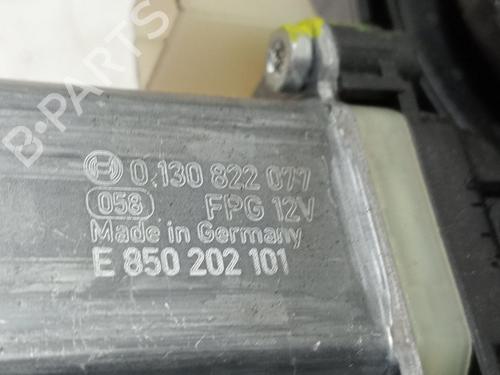 0.130 822 077
058 FPG 12V
Made in Germany
E 850 202 101
B-PARTS